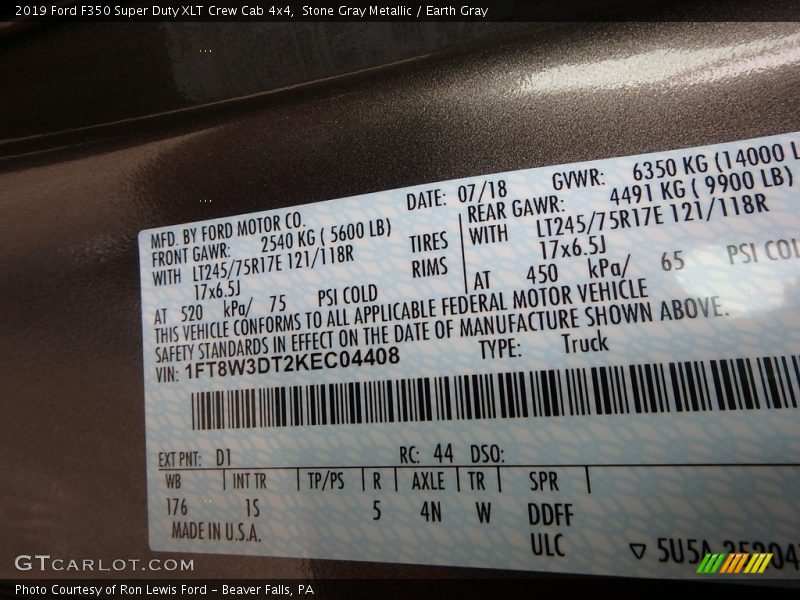 2019 Ford F350 Super Duty XLT Crew Cab 4x4, Stone Gray Metallic / Earth Gray
MFD. BY FORD MOTOR CO. DATE: 07/18 GVWR: 6350 KG (14000 L
FRONT GAWR: 2540 KG ( 5600 LB) REAR GAWR: 4491 KG ( 9900 LB)
WITH LT245/75R17E 121/118R TIRES WITH LT245/75R17E 121/118R
17x6.5J RIMS 17x6.5J
AT 520 kPa/ 75 PSI COLD AT 450 kPa/ 65 PSI COL
THIS VEHICLE CONFORMS TO ALL APPLICABLE FEDERAL MOTOR VEHICLE
SAFETY STANDARDS IN EFFECT ON THE DATE OF MANUFACTURE SHOWN ABOVE.
VIN: 1FT8W3DT2KEC04408 TYPE: Truck
EXT PNT: D1 RC: 44 DSO:
WB INT TR TP/PS R AXLE TR SPR
176 1S 5 4N W DDFF
MADE IN U.S.A. ULC
GTCARLOT.COM
Photo Courtesy of Ron Lewis Ford - Beaver Falls, PA